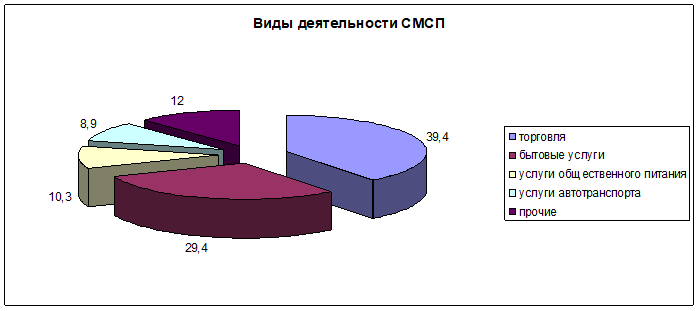 Виды деятельности СМСП
12
8,9
39,4
10,3
29,4
торговля
бытовые услуги
услуги общественного питания
услуги автотранспорта
прочие